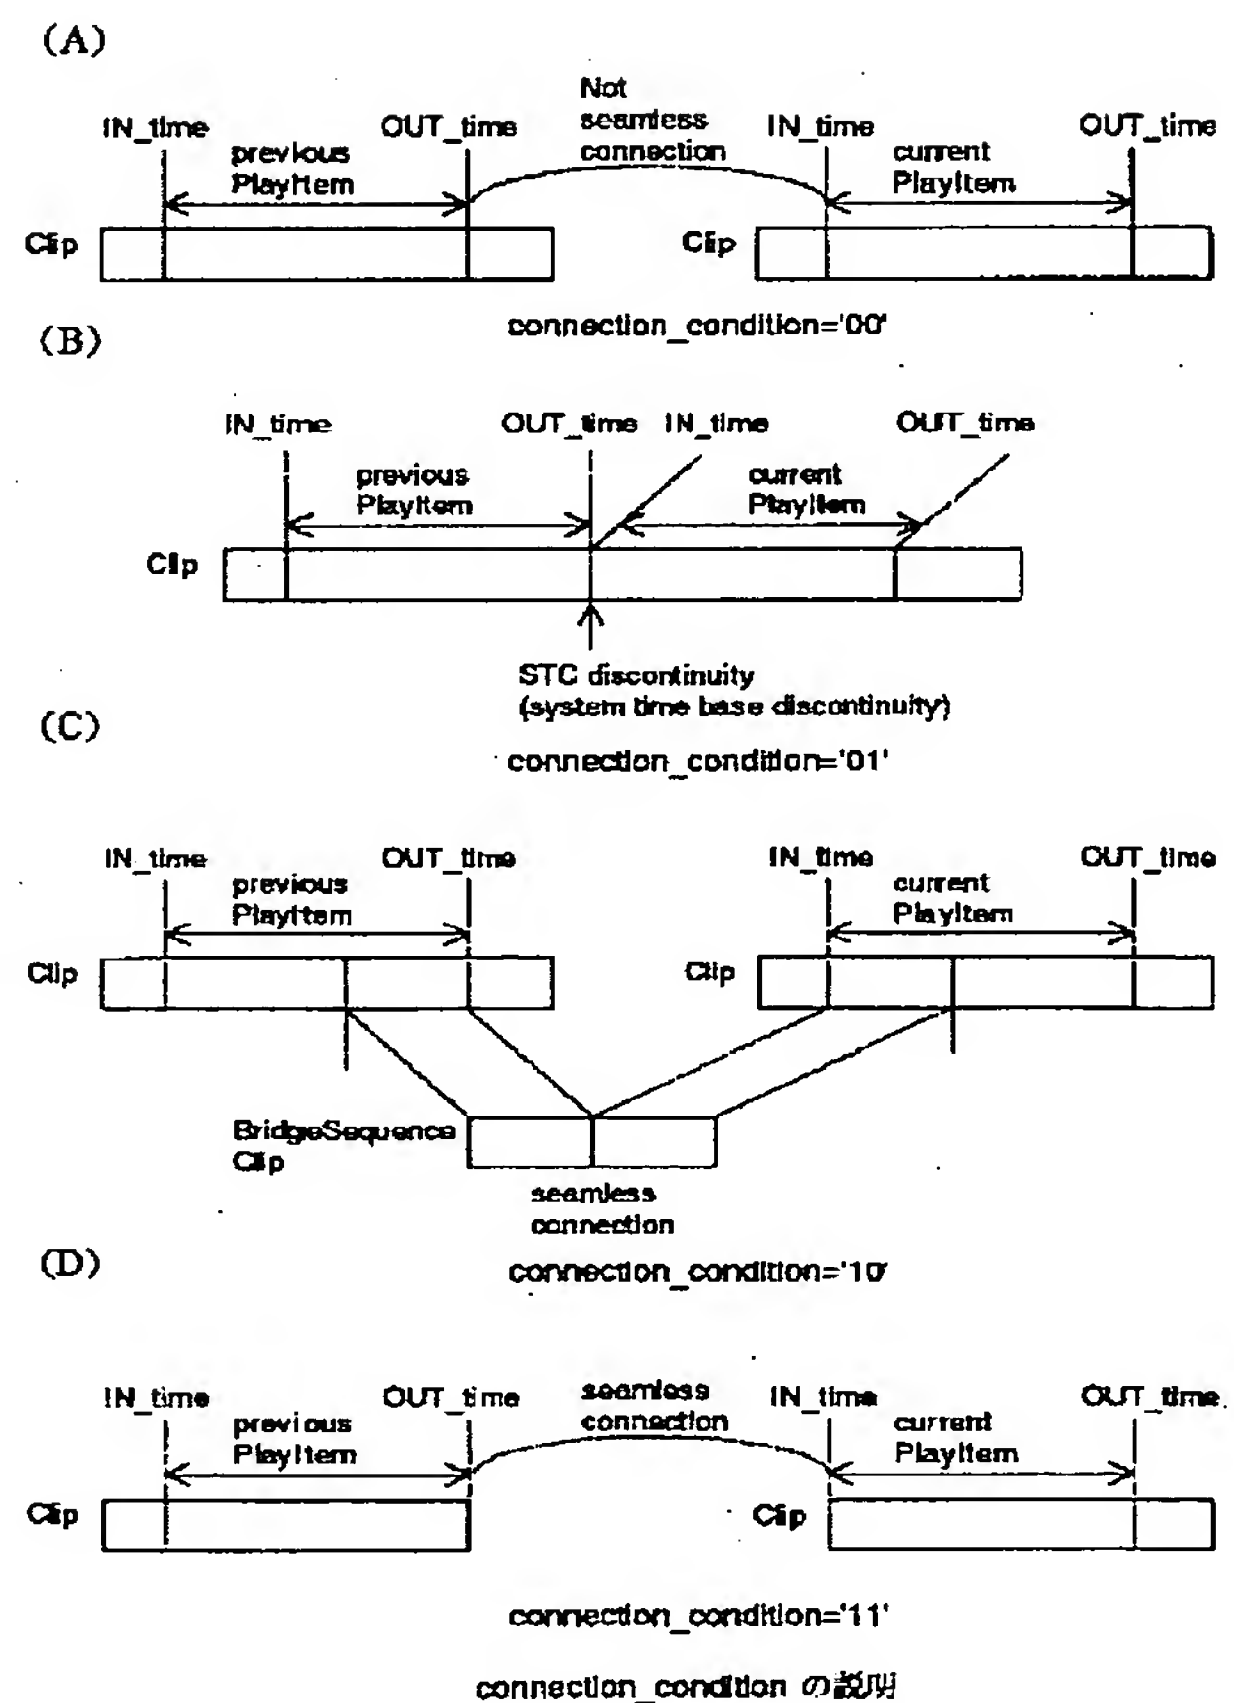 (A)
Not
seamless
connection
IN_time
OUT_time
IN_time
OUT_time
previous
PlayItem
current
PlayItem
Clip
Clip
connection_condition='00'
(B)
IN_time
OUT_time
IN_time
OUT_time
previous
PlayItem
current
PlayItem
Clip
STC discontinuity
(system time base discontinuity)
(C)
connection_condition='01'
IN_time
OUT_time
IN_time
OUT_time
previous
PlayItem
current
PlayItem
Clip
Clip
BridgeSequence
Clip
seamless
connection
(D)
connection_condition='10'
IN_time
OUT_time
seamless
connection
IN_time
OUT_time
previous
PlayItem
current
PlayItem
Clip
Clip
connection_condition='11'
connection_condition の説明